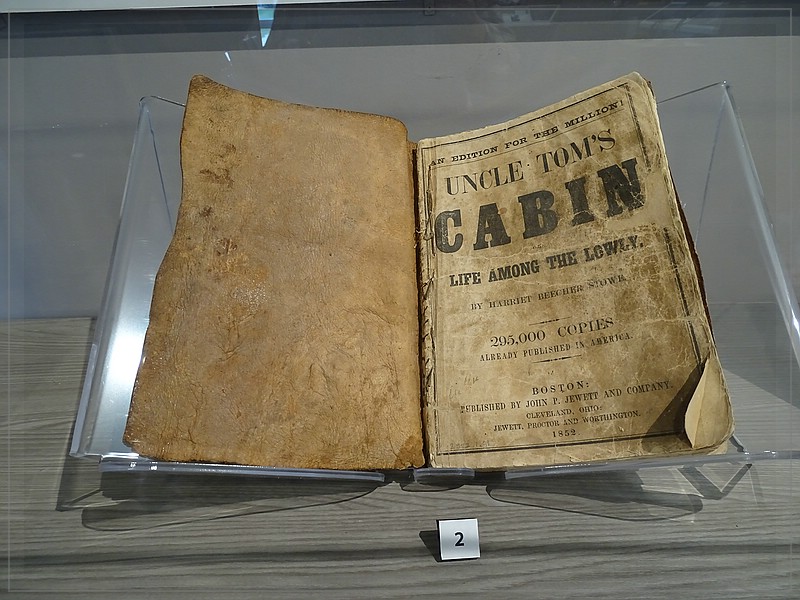 AN EDITION FOR THE MILLION!
UNCLE TOM'S
CABIN
LIFE AMONG THE LOWLY.
BY HARRIET BEECHER STOWE.
295,000 COPIES
ALREADY PUBLISHED IN AMERICA.
BOSTON:
PUBLISHED BY JOHN P. JEWETT AND COMPANY.
CLEVELAND, OHIO:
JEWETT, PROCTOR AND WORTHINGTON.
1852
2